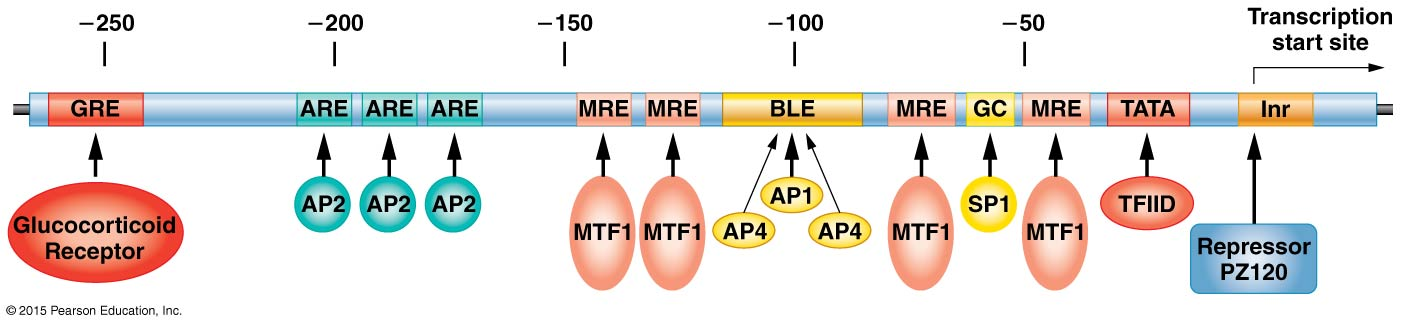 −250
−200
−150
−100
−50
Transcription
start site
GRE
ARE
ARE
ARE
MRE
MRE
BLE
MRE
GC
MRE
TATA
Inr
Glucocorticoid
Receptor
AP2
AP2
AP2
MTF1
MTF1
AP4
AP1
AP4
MTF1
SP1
MTF1
TFIID
Repressor
PZ120
© 2015 Pearson Education, Inc.